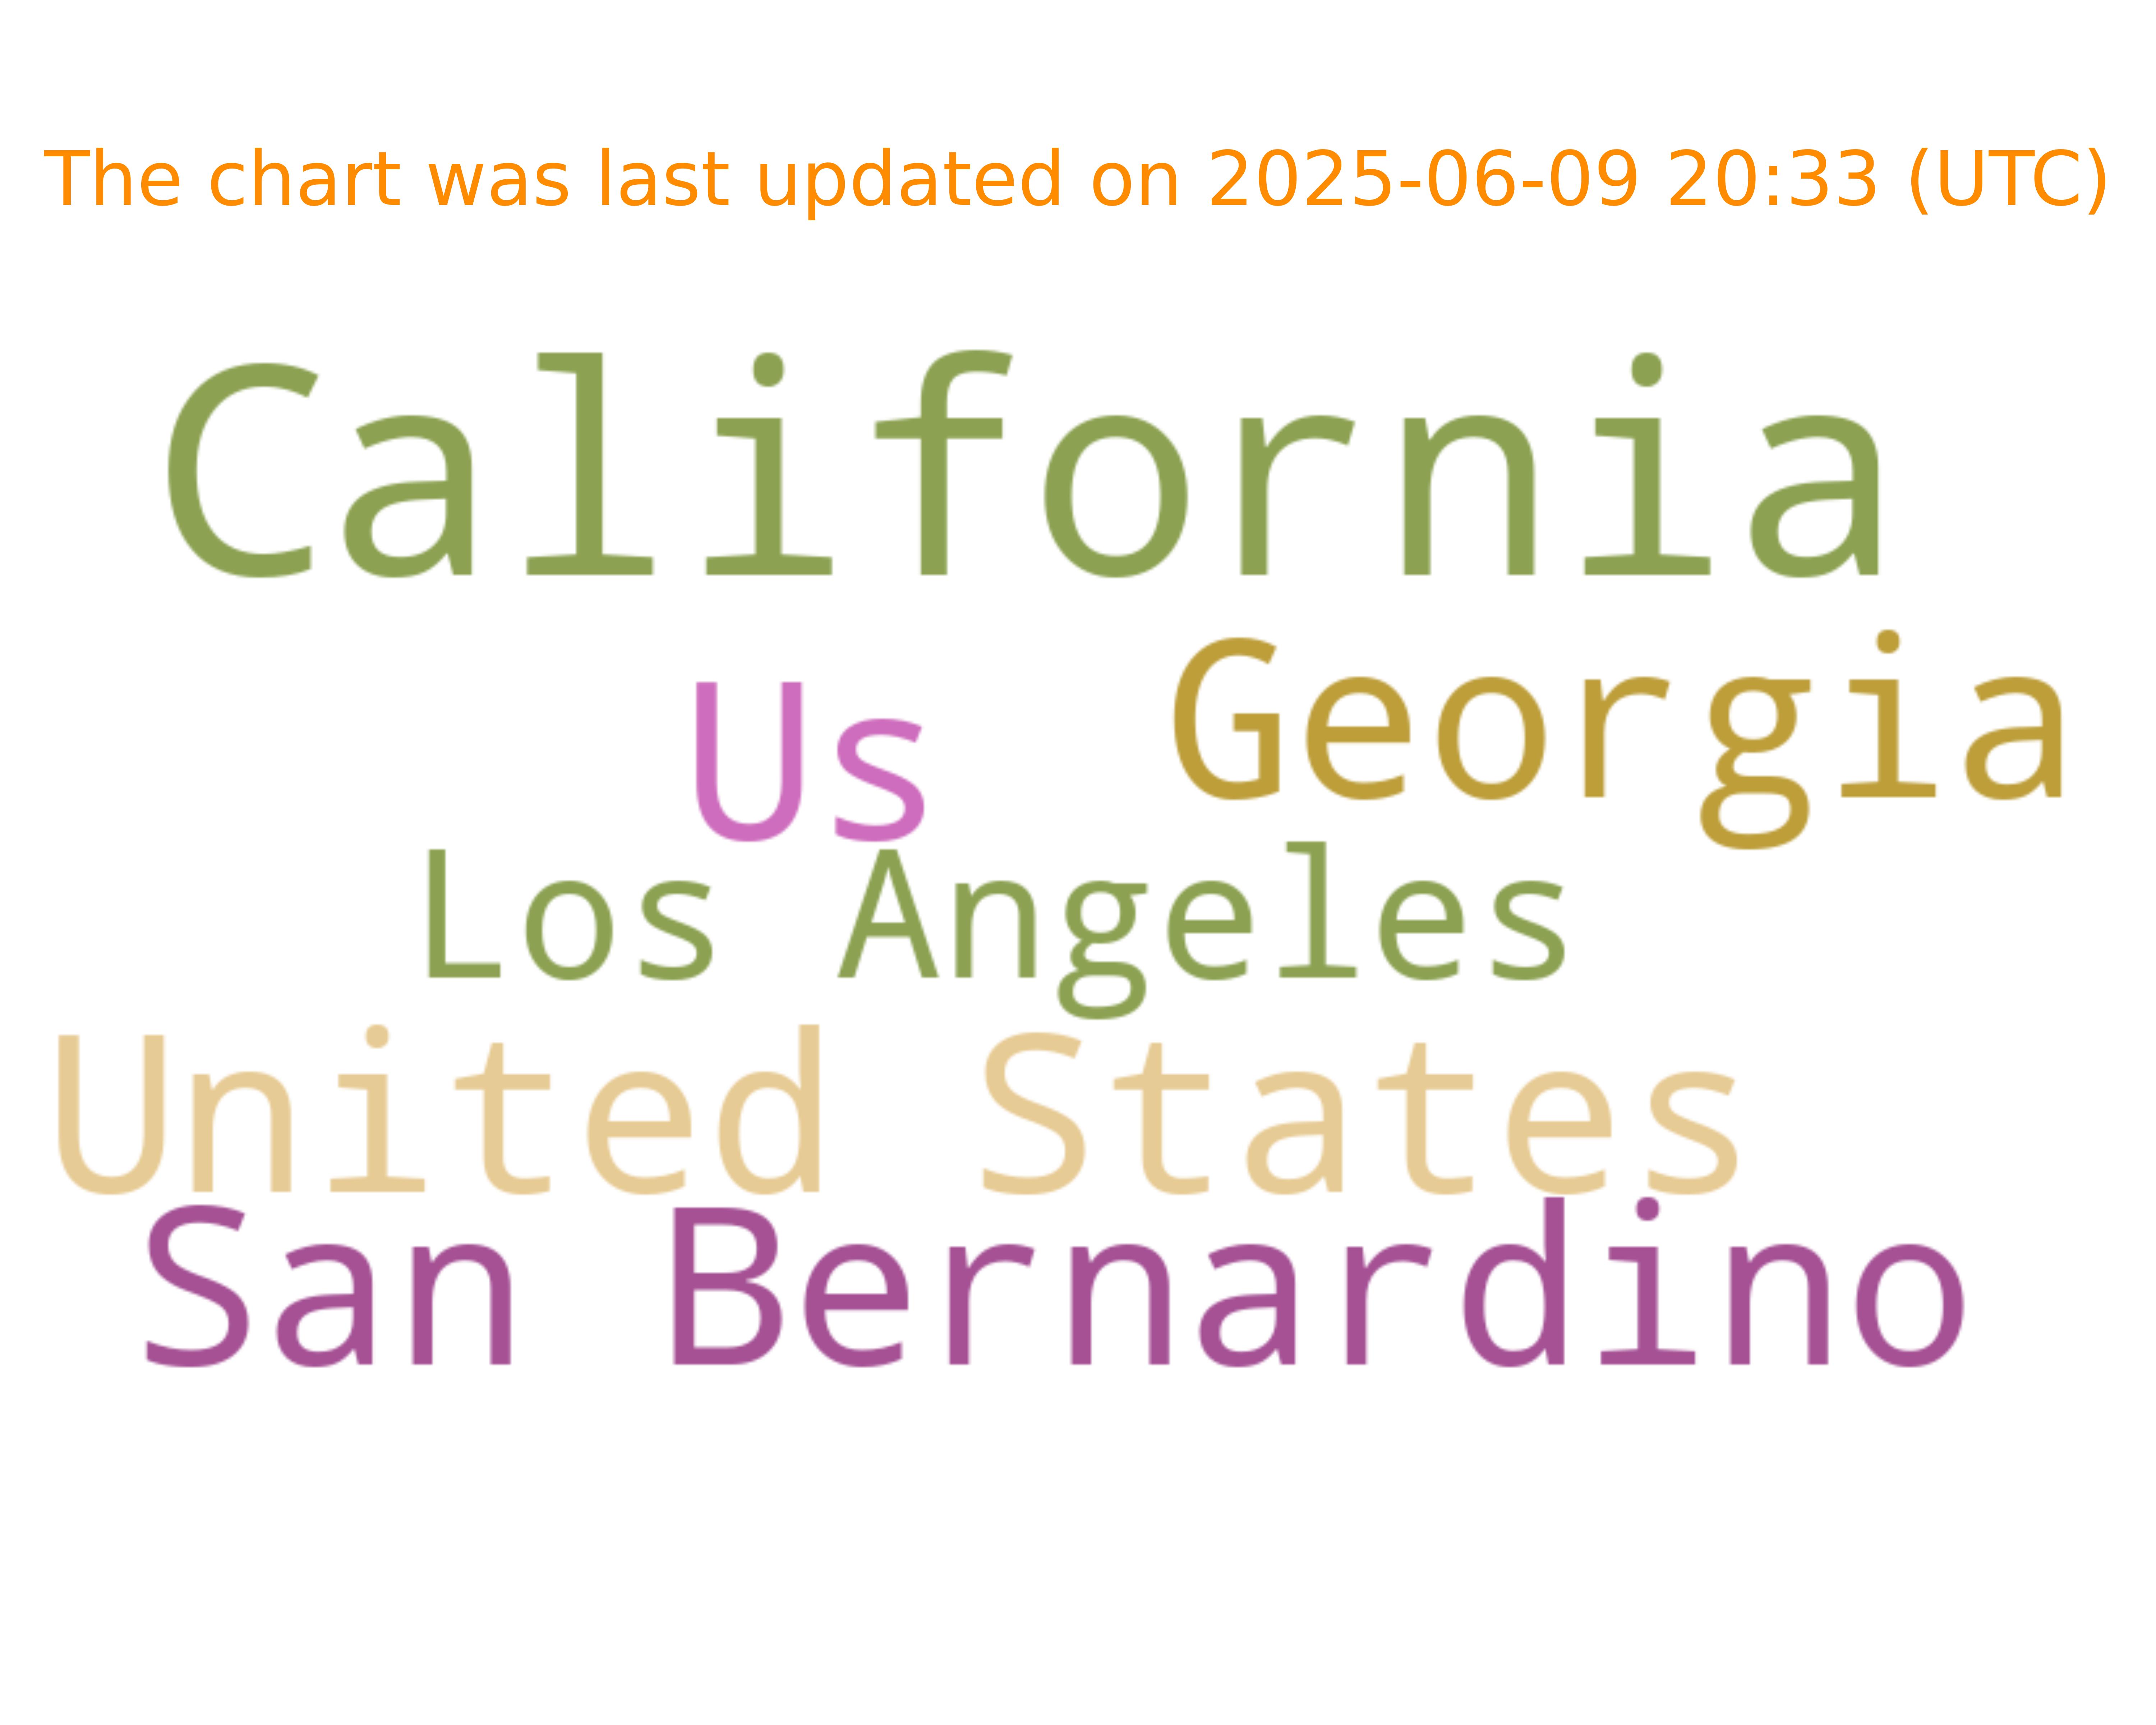 The chart was last updated on 2025-06-09 20:33 (UTC)
California
Us Georgia
Los Angeles
United States
San Bernardino